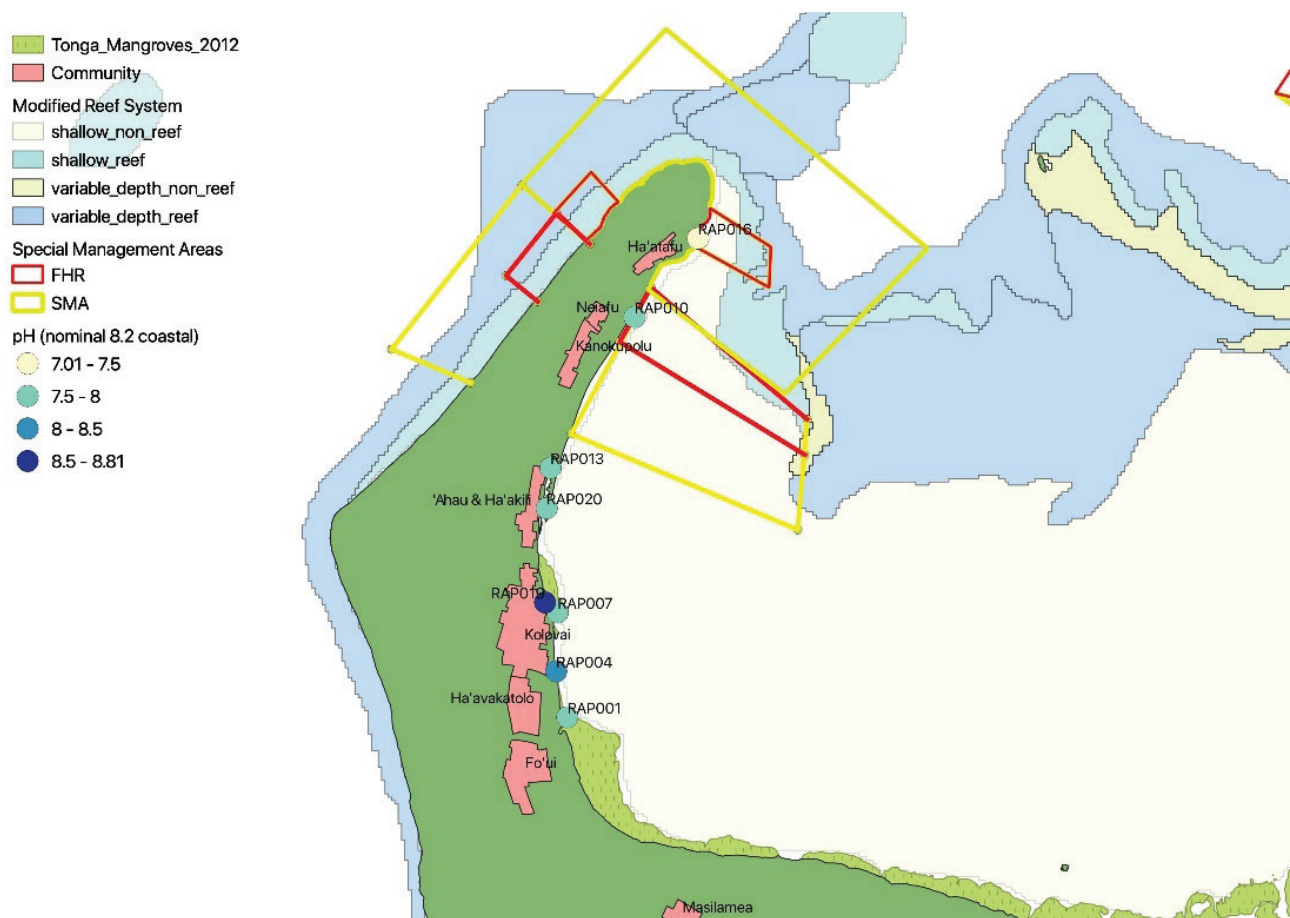 Tonga_Mangroves_2012
Community
Modified Reef System
shallow_non_reef
shallow_reef
variable_depth_non_reef
variable_depth_reef
Special Management Areas
FHR
SMA
pH (nominal 8.2 coastal)
7.01 - 7.5
7.5 - 8
8 - 8.5
8.5 - 8.81
RAP016
Ha'atafu
Neiafu
RAP010
Kanokupolu
RAP013
'Ahau & Ha'akili
RAP020
RAP019
RAP007
Kolovai
RAP004
Ha'avakatolo
RAP001
Fo'ui
Masilamea